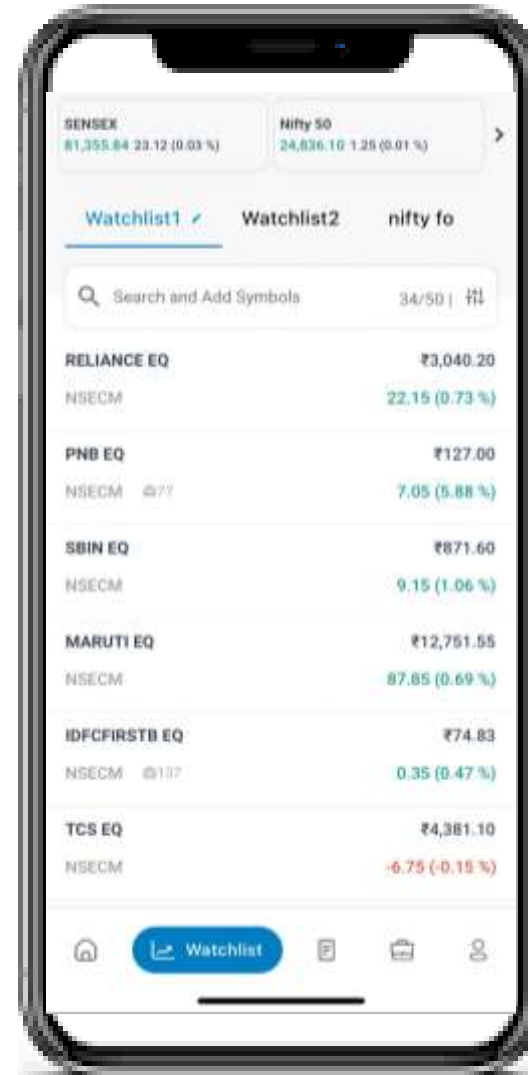 SENSEX Nifty 50
81,355.84 23.12 (0.03 %) 24,836.10 1.25 (0.01 %)
Watchlist1 Watchlist2 nifty fo
Search and Add Symbols 34/50 |
RELIANCE EQ ₹3,040.20
NSECM 22.15 (0.73 %)
PNB EQ ₹127.00
NSECM 77 7.05 (5.88 %)
SBIN EQ ₹871.60
NSECM 9.15 (1.06 %)
MARUTI EQ ₹12,751.55
NSECM 87.85 (0.69 %)
IDFCFIRSTB EQ ₹74.83
NSECM 137 0.35 (0.47 %)
TCS EQ ₹4,381.10
NSECM -6.75 (-0.15 %)
Watchlist